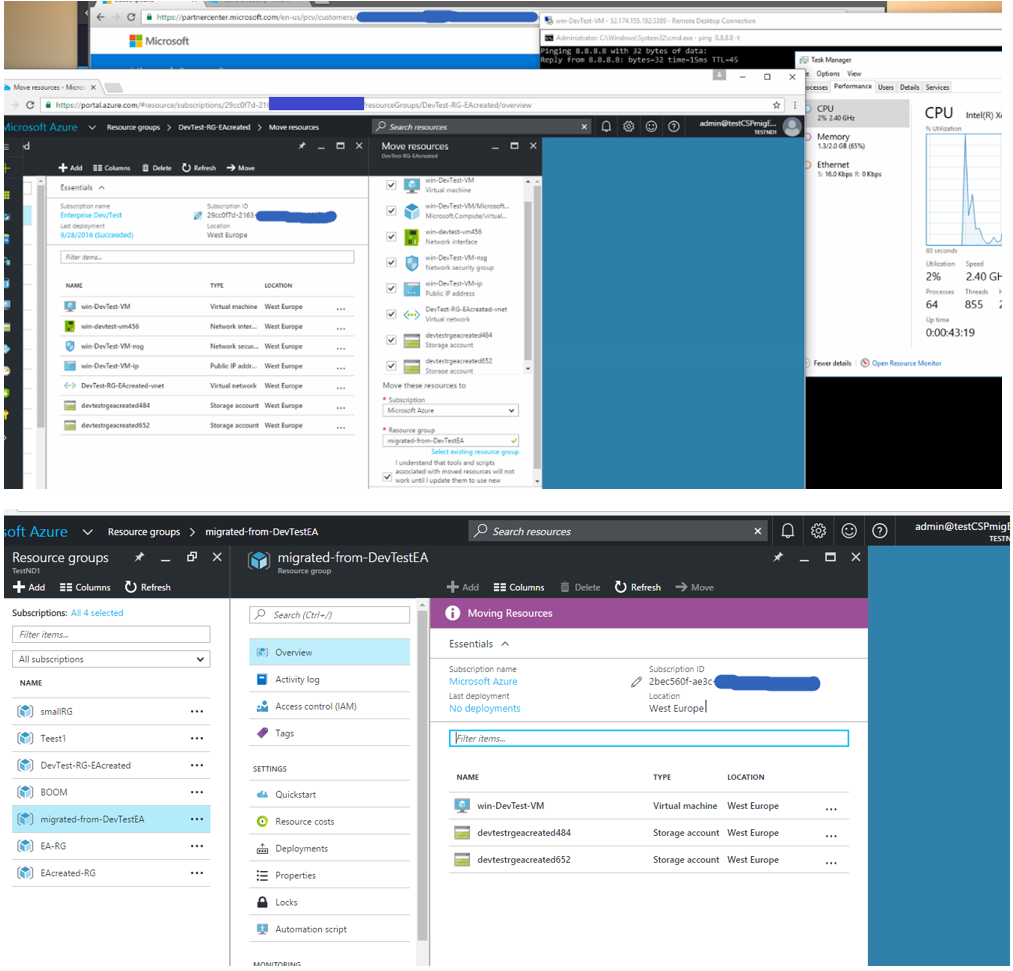 https://partnercenter.microsoft.com/en-us/pcv/customers/
Microsoft
win-DevTest-VM - 52.174.155.192:3389 - Remote Desktop Connection
Administrator: C:\Windows\System32\cmd.exe - ping 8.8.8.8 -t
Pinging 8.8.8.8 with 32 bytes of data:
Reply from 8.8.8.8: bytes=32 time=15ms TTL=45
Task Manager
Options View
Performance Users Details Services
CPU
2% 2.40 GHz
Memory
1.3/2.0 GB (65%)
Ethernet
S: 16.0 Kbps R: 0 Kbps
CPU Intel(R) X
% Utilization
60 seconds
Utilization Speed
2% 2.40 GH
Processes Threads
64 855
Up time
0:00:43:19
Fewer details Open Resource Monitor
Move resources - Micros
https://portal.azure.com/#resource/subscriptions/29cc0f7d-216 resourceGroups/DevTest-RG-EAcreated/overview
Microsoft Azure Resource groups > DevTest-RG-EAcreated > Move resources
Search resources
admin@testCSPmigE...
TESTND1
Add Columns Delete Refresh Move
Essentials
Subscription name
Enterprise Dev/Test
Last deployment
9/28/2016 (Succeeded)
Subscription ID
29cc0f7d-2163-
Location
West Europe
Filter items...
NAME TYPE LOCATION
win-DevTest-VM Virtual machine West Europe ...
win-devtest-vm456 Network inter... West Europe ...
win-DevTest-VM-nsg Network secur... West Europe ...
win-DevTest-VM-ip Public IP addr... West Europe ...
DevTest-RG-EAcreated-vnet Virtual network West Europe ...
devtestrgeacreated484 Storage account West Europe ...
devtestrgeacreated652 Storage account West Europe ...
Move resources
DevTest-RG-EAcreated
win-DevTest-VM
Virtual machine
win-DevTest-VM/Microsoft...
Microsoft.Compute/virtual...
win-devtest-vm456
Network interface
win-DevTest-VM-nsg
Network security group
win-DevTest-VM-ip
Public IP address
DevTest-RG-EAcreated-vnet
Virtual network
devtestrgeacreated484
Storage account
devtestrgeacreated652
Storage account
Move these resources to
* Subscription
Microsoft Azure
* Resource group
migrated-from-DevTestEA
Select existing resource group
I understand that tools and scripts
associated with moved resources will not
work until I update them to use new
soft Azure Resource groups > migrated-from-DevTestEA
Search resources
admin@testCSPmigE
TESTN
Resource groups
TestND1
Add Columns Refresh
Subscriptions: All 4 selected
Filter items...
All subscriptions
NAME
smallRG ...
Teest1 ...
DevTest-RG-EAcreated ...
BOOM ...
migrated-from-DevTestEA ...
EA-RG ...
EAcreated-RG ...
migrated-from-DevTestEA
Resource group
Search (Ctrl+/)
Overview
Activity log
Access control (IAM)
Tags
SETTINGS
Quickstart
Resource costs
Deployments
Properties
Locks
Automation script
MONITORING
Add Columns Delete Refresh Move
Moving Resources
Essentials
Subscription name
Microsoft Azure
Last deployment
No deployments
Subscription ID
2bec560f-ae3c-
Location
West Europe
Filter items...
NAME TYPE LOCATION
win-DevTest-VM Virtual machine West Europe ...
devtestrgeacreated484 Storage account West Europe ...
devtestrgeacreated652 Storage account West Europe ...